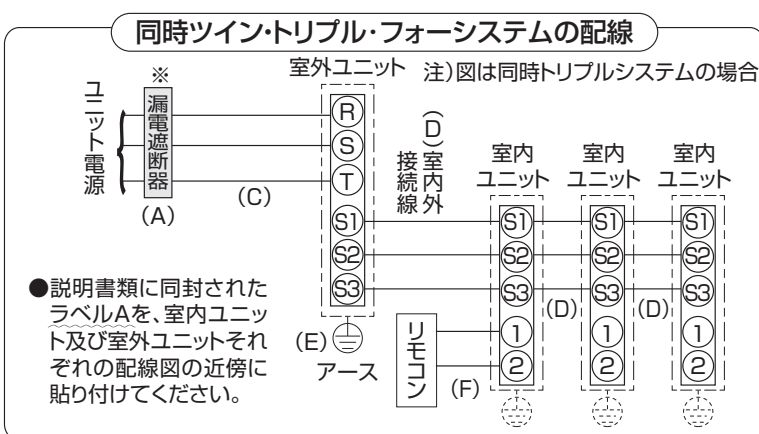 同時ツイン・トリプル・フォーシステムの配線
室外ユニット 注)図は同時トリプルシステムの場合
※
ユニット電源
漏電遮断器
(A)
(C)
R
S
T
S1
S2
S3
(E)
アース
(D)室内外
接続線
室内
ユニット
室内
ユニット
室内
ユニット
S1
S2
S3
1
2
(D)
S1
S2
S3
1
2
(D)
S1
S2
S3
1
2
リモコン
(F)
●説明書類に同封された
ラベルAを、室内ユニッ
ト及び室外ユニットそれ
ぞれの配線図の近傍に
貼り付けてください。